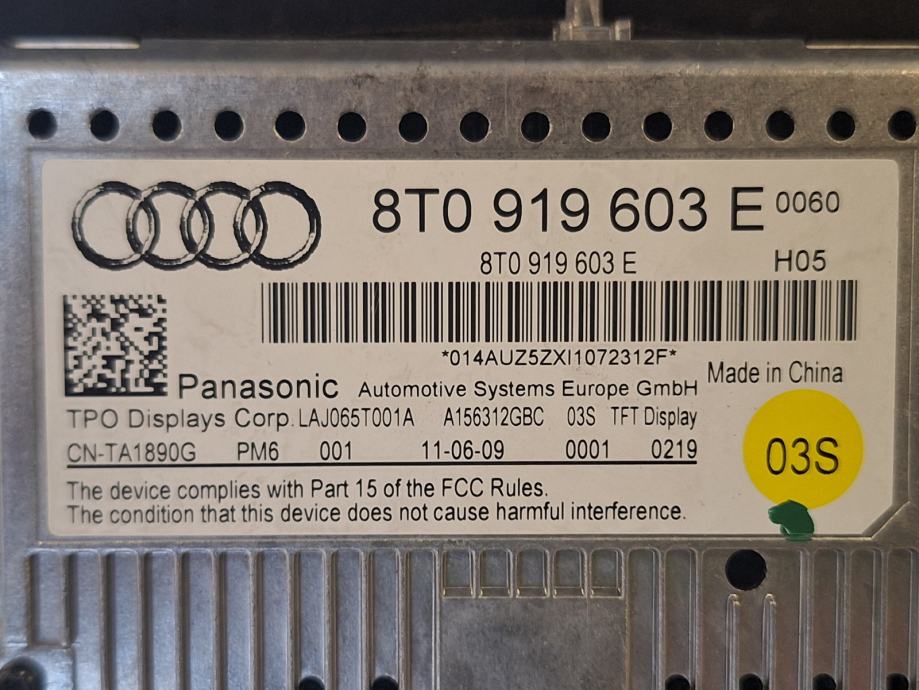 8T0 919 603 E 0060
8T0 919 603 E H05
*014AUZ5ZXI1072312F*
Panasonic Automotive Systems Europe GmbH Made in China
TPO Displays Corp. LAJ065T001A A156312GBC 03S TFT Display
CN-TA1890G PM6 001 11-06-09 0001 0219
03S
The device complies with Part 15 of the FCC Rules.
The condition that this device does not cause harmful interference.